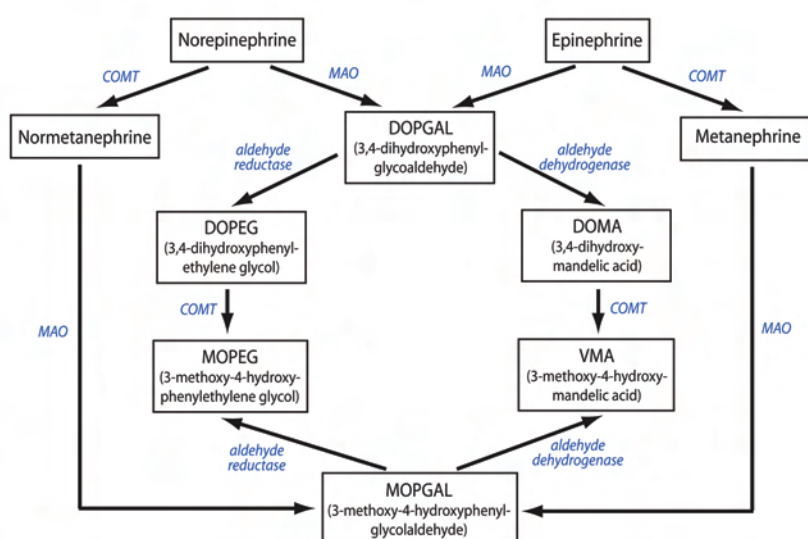 Norepinephrine
Epinephrine
COMT
MAO
MAO
COMT
Normetanephrine
DOPGAL
(3,4-dihydroxyphenyl-
glycoaldehyde)
Metanephrine
aldehyde
reductase
aldehyde
dehydrogenase
DOPEG
(3,4-dihydroxyphenyl-
ethylene glycol)
DOMA
(3,4-dihydroxy-
mandelic acid)
COMT
COMT
MAO
MAO
MOPEG
(3-methoxy-4-hydroxy-
phenylethylene glycol)
VMA
(3-methoxy-4-hydroxy-
mandelic acid)
aldehyde
reductase
aldehyde
dehydrogenase
MOPGAL
(3-methoxy-4-hydroxyphenyl-
glycolaldehyde)